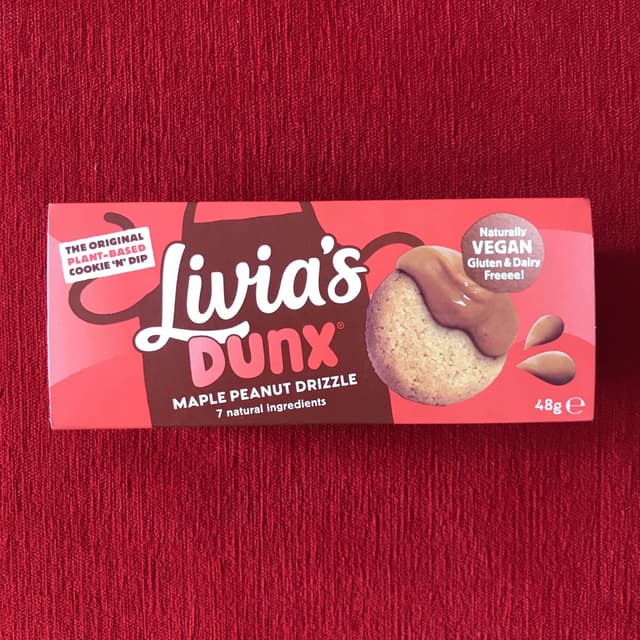 THE ORIGINAL
PLANT-BASED
COOKIE 'N' DIP
Livia's
DUNX®
MAPLE PEANUT DRIZZLE
7 natural ingredients
Naturally
VEGAN
Gluten & Dairy
Freeee!
48g ℮